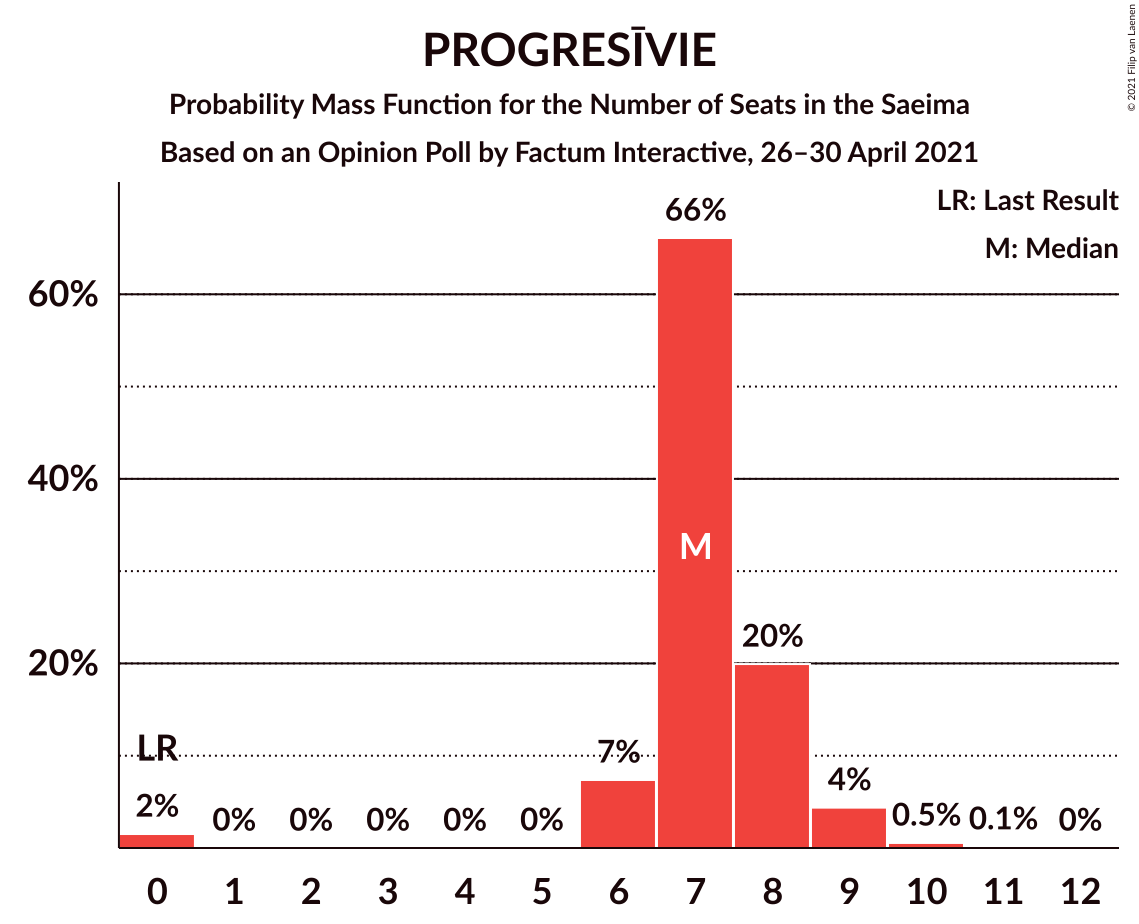 PROGRESĪVIE
Probability Mass Function for the Number of Seats in the Saeima
Based on an Opinion Poll by Factum Interactive, 26–30 April 2021
© 2021 Filip van Laenen
LR: Last Result
M: Median
60%
40%
20%
66%
M
20%
LR
7%
2%
0%
0%
0%
0%
0%
4%
0.5%
0.1%
0%
0 1 2 3 4 5 6 7 8 9 10 11 12